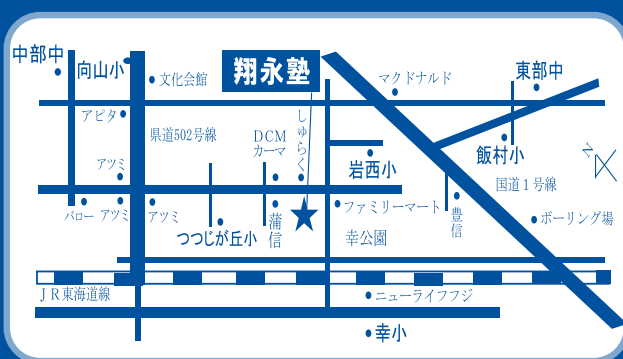 中部中
向山小
文化会館
翔永塾
マクドナルド
東部中
アピタ
県道502号線
DCM
カーマ
しゅらく
岩西小
飯村小
N
アツミ
国道1号線
バロー
アツミ
アツミ
つつじが丘小
蒲信
ファミリーマート
幸公園
豊信
ボーリング場
JR東海道線
ニューライフフジ
幸小